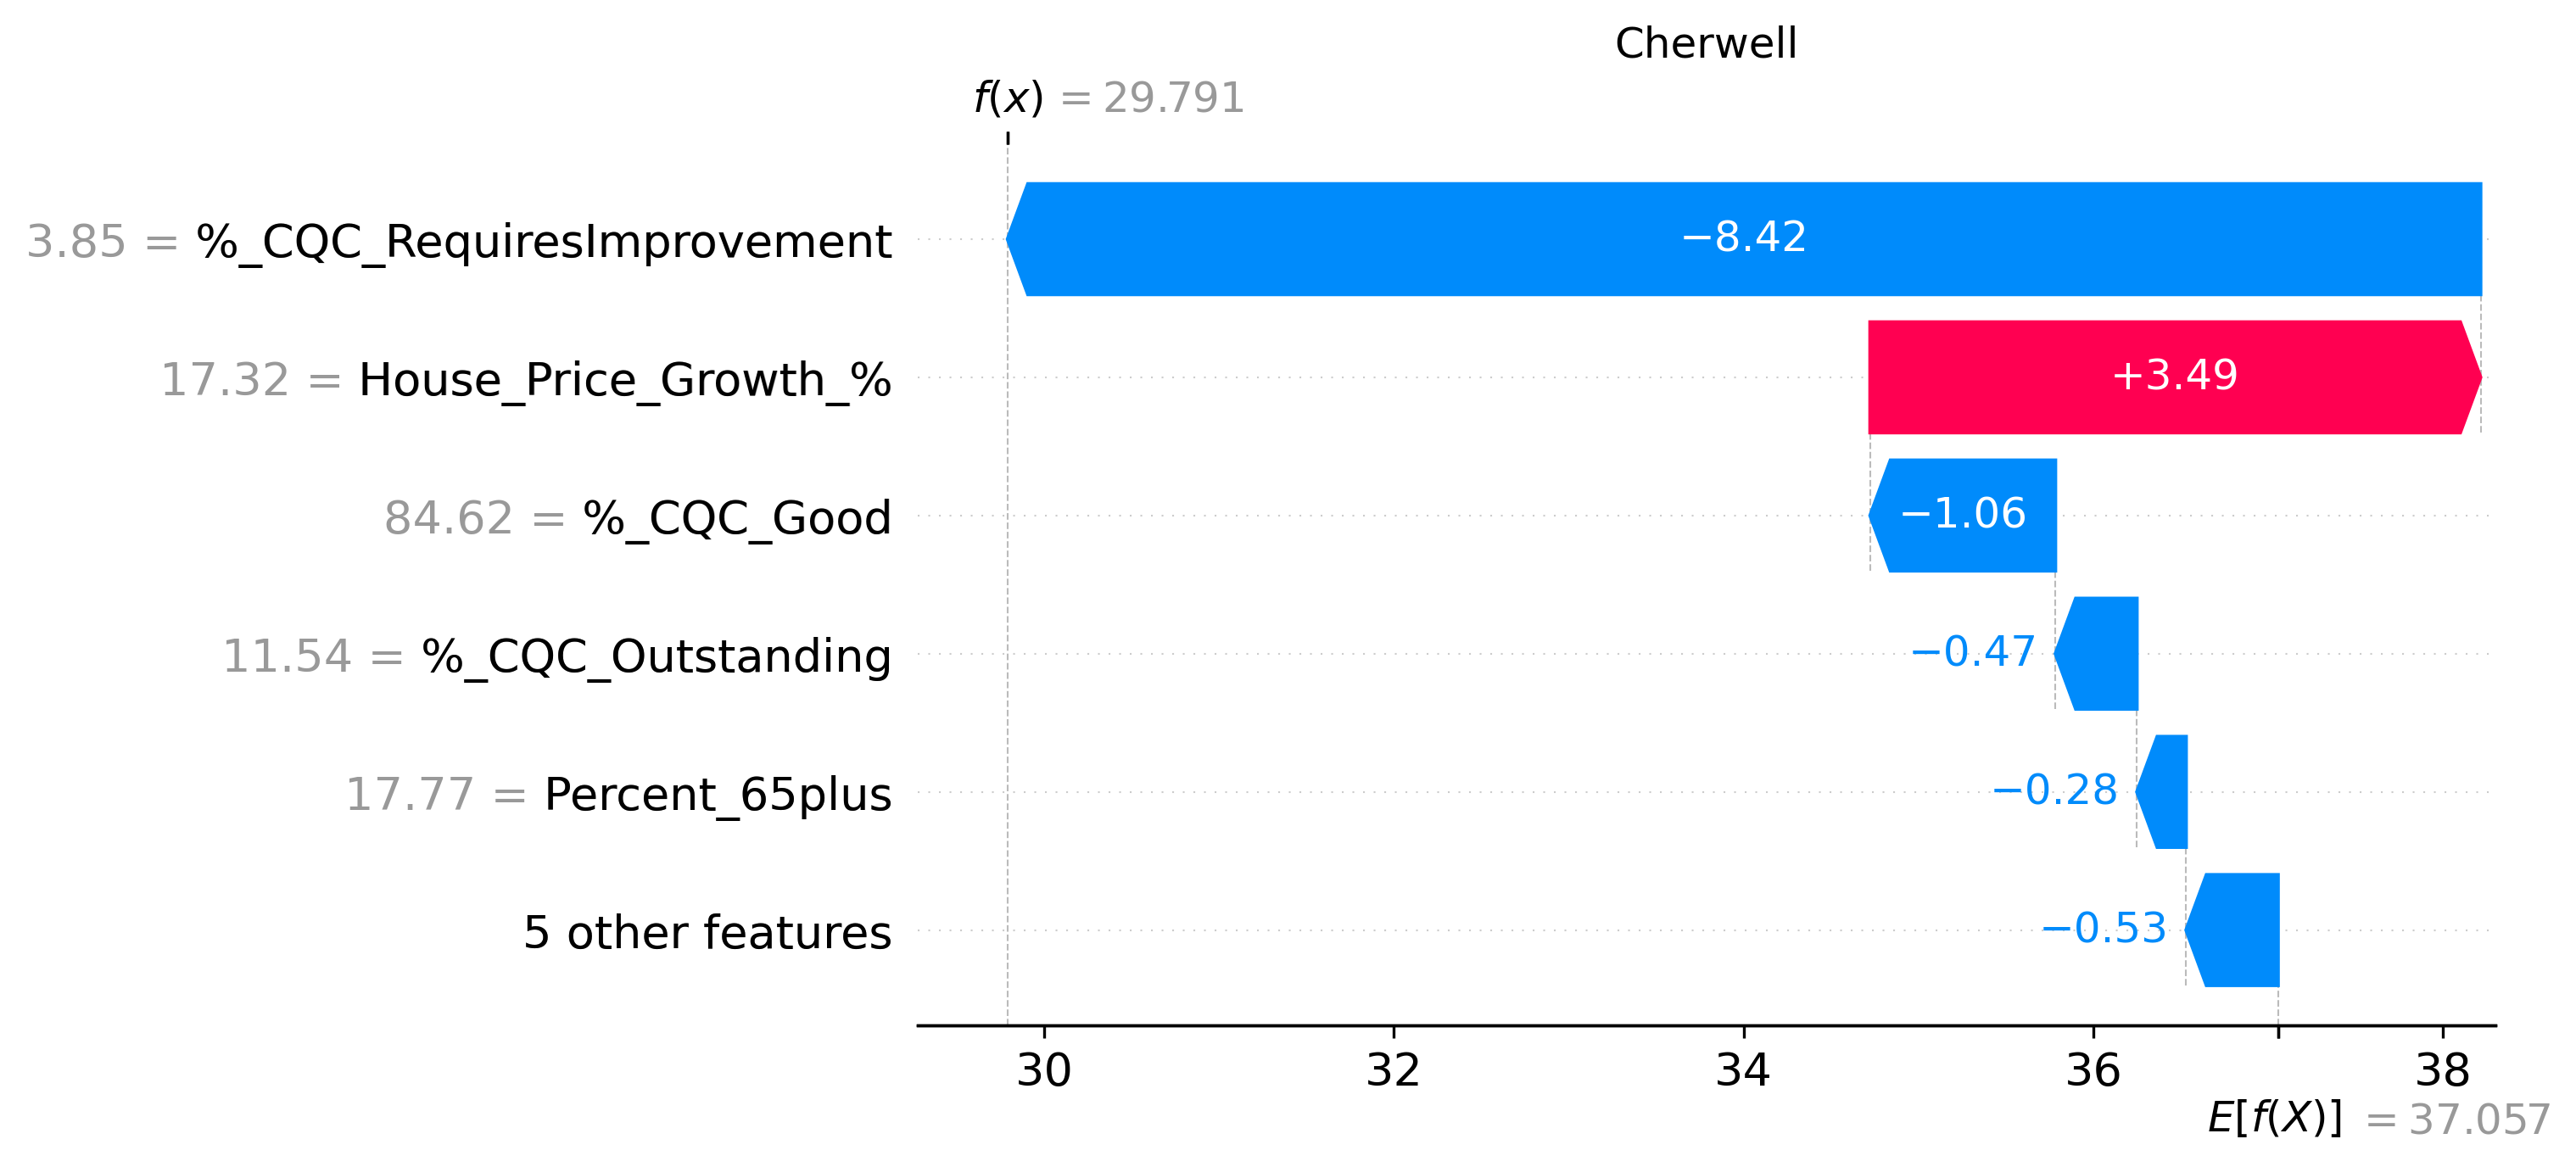 Cherwell
f(x) = 29.791
3.85 = %_CQC_RequiresImprovement
−8.42
17.32 = House_Price_Growth_%
+3.49
84.62 = %_CQC_Good
−1.06
11.54 = %_CQC_Outstanding
−0.47
17.77 = Percent_65plus
−0.28
5 other features
−0.53
30 32 34 36 38
E[f(X)] = 37.057